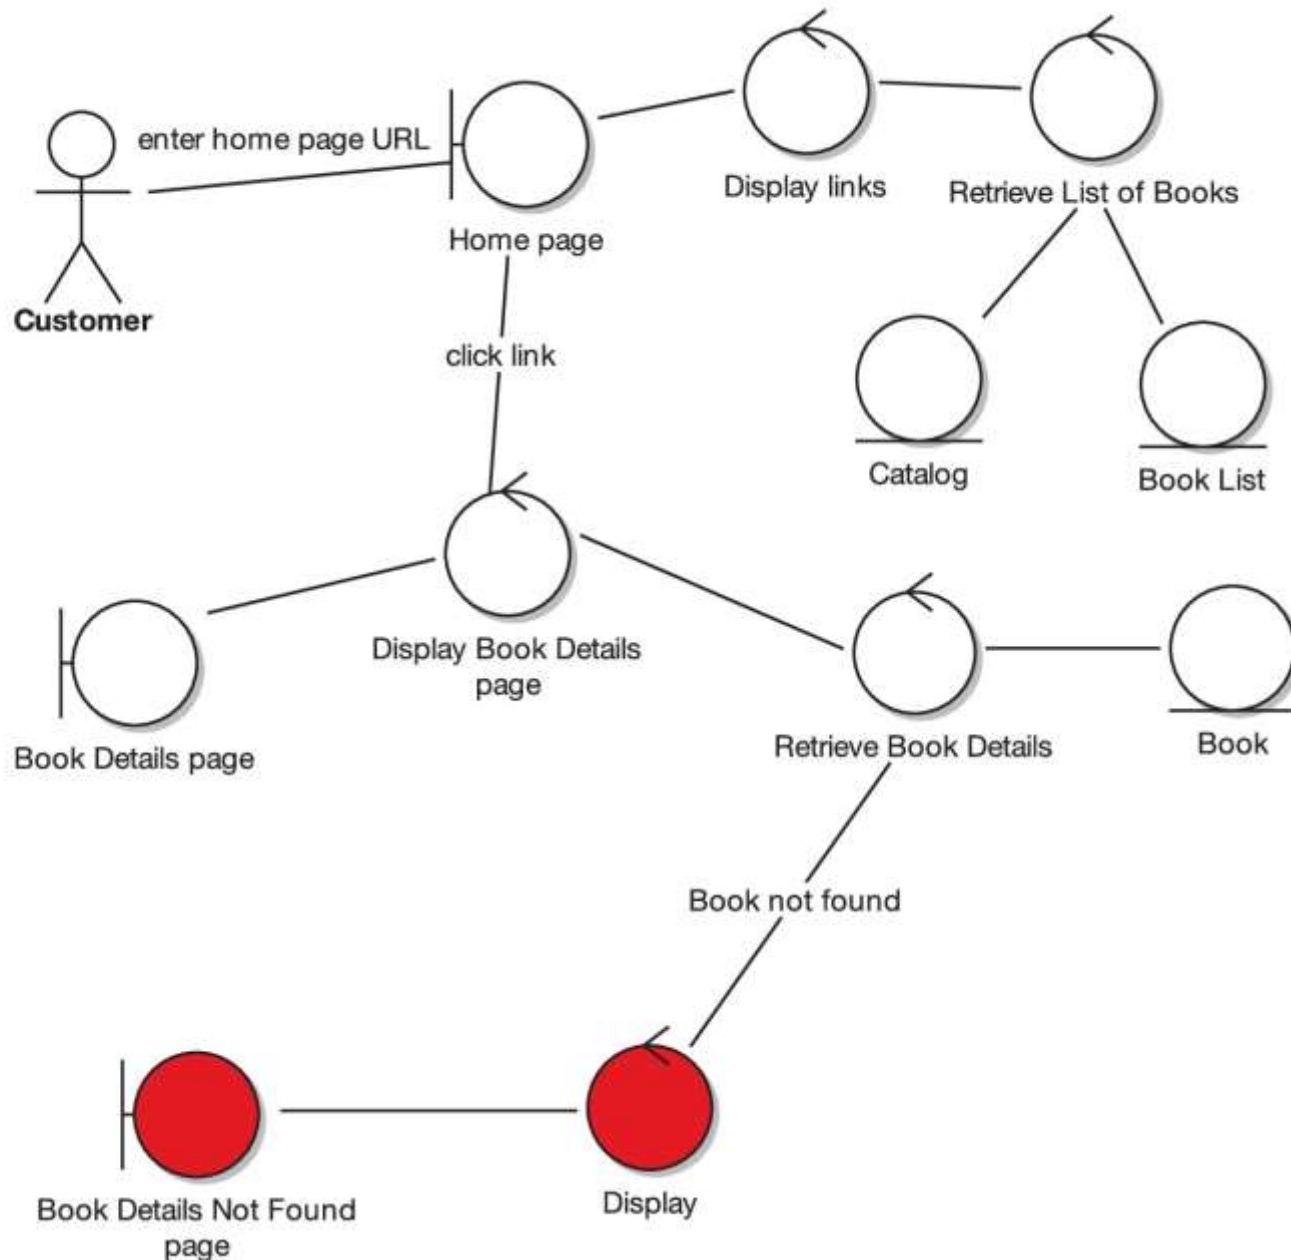 enter home page URL
Display links
Retrieve List of Books
Home page
Customer
click link
Catalog
Book List
Display Book Details
page
Book Details page
Retrieve Book Details
Book
Book not found
Book Details Not Found
page
Display